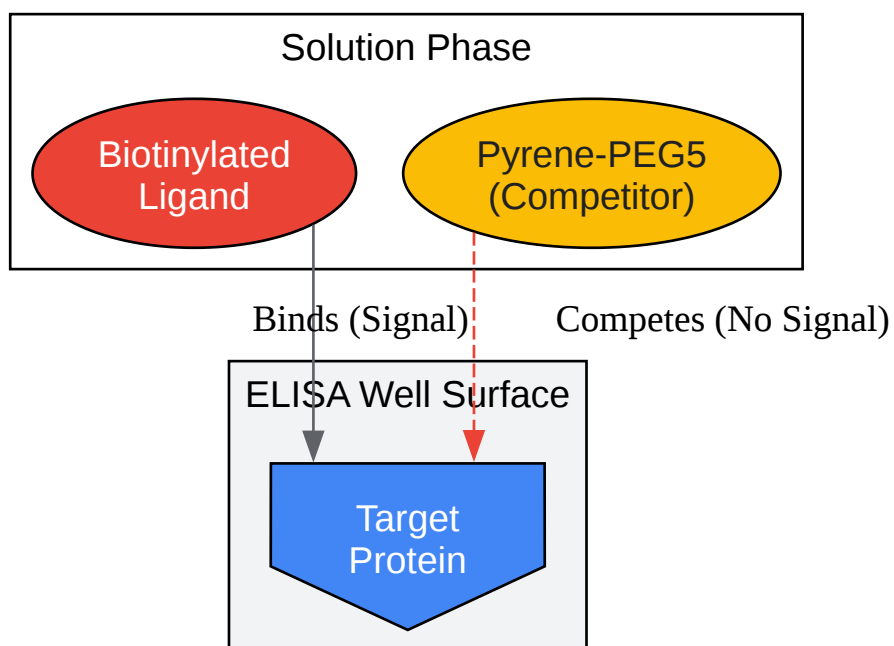 Solution Phase
Biotinylated
Ligand
Pyrene-PEG5
(Competitor)
Binds (Signal)
Competes (No Signal)
ELISA Well Surface
Target
Protein